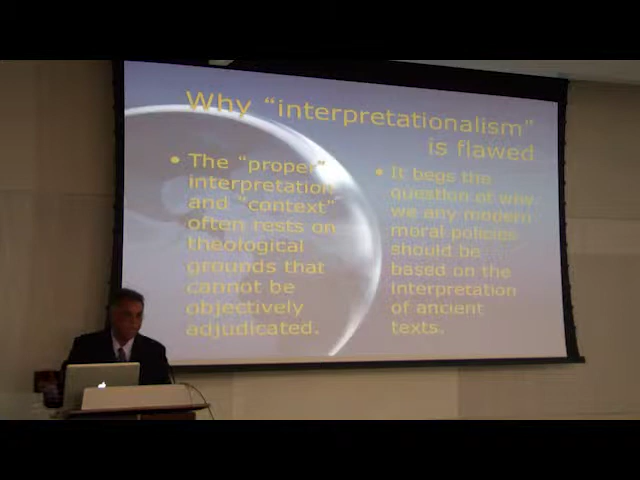 Why “interpretationalism”
is flawed
• The “proper”
interpretation
and “context”
often rests on
theological
grounds that
cannot be
objectively
adjudicated.
• It begs the
question of why
we any modern
moral policies
should be
based on the
interpretation
of ancient
texts.